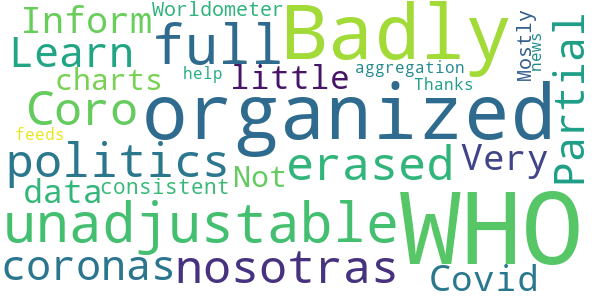 Inform Worldometer Badly Mostly
Learn full news Partial
charts help little aggregation
Coro organized Thanks
feeds
politics erased Very
data consistent Not
unadjustable WHO
coronas nosotras Covid